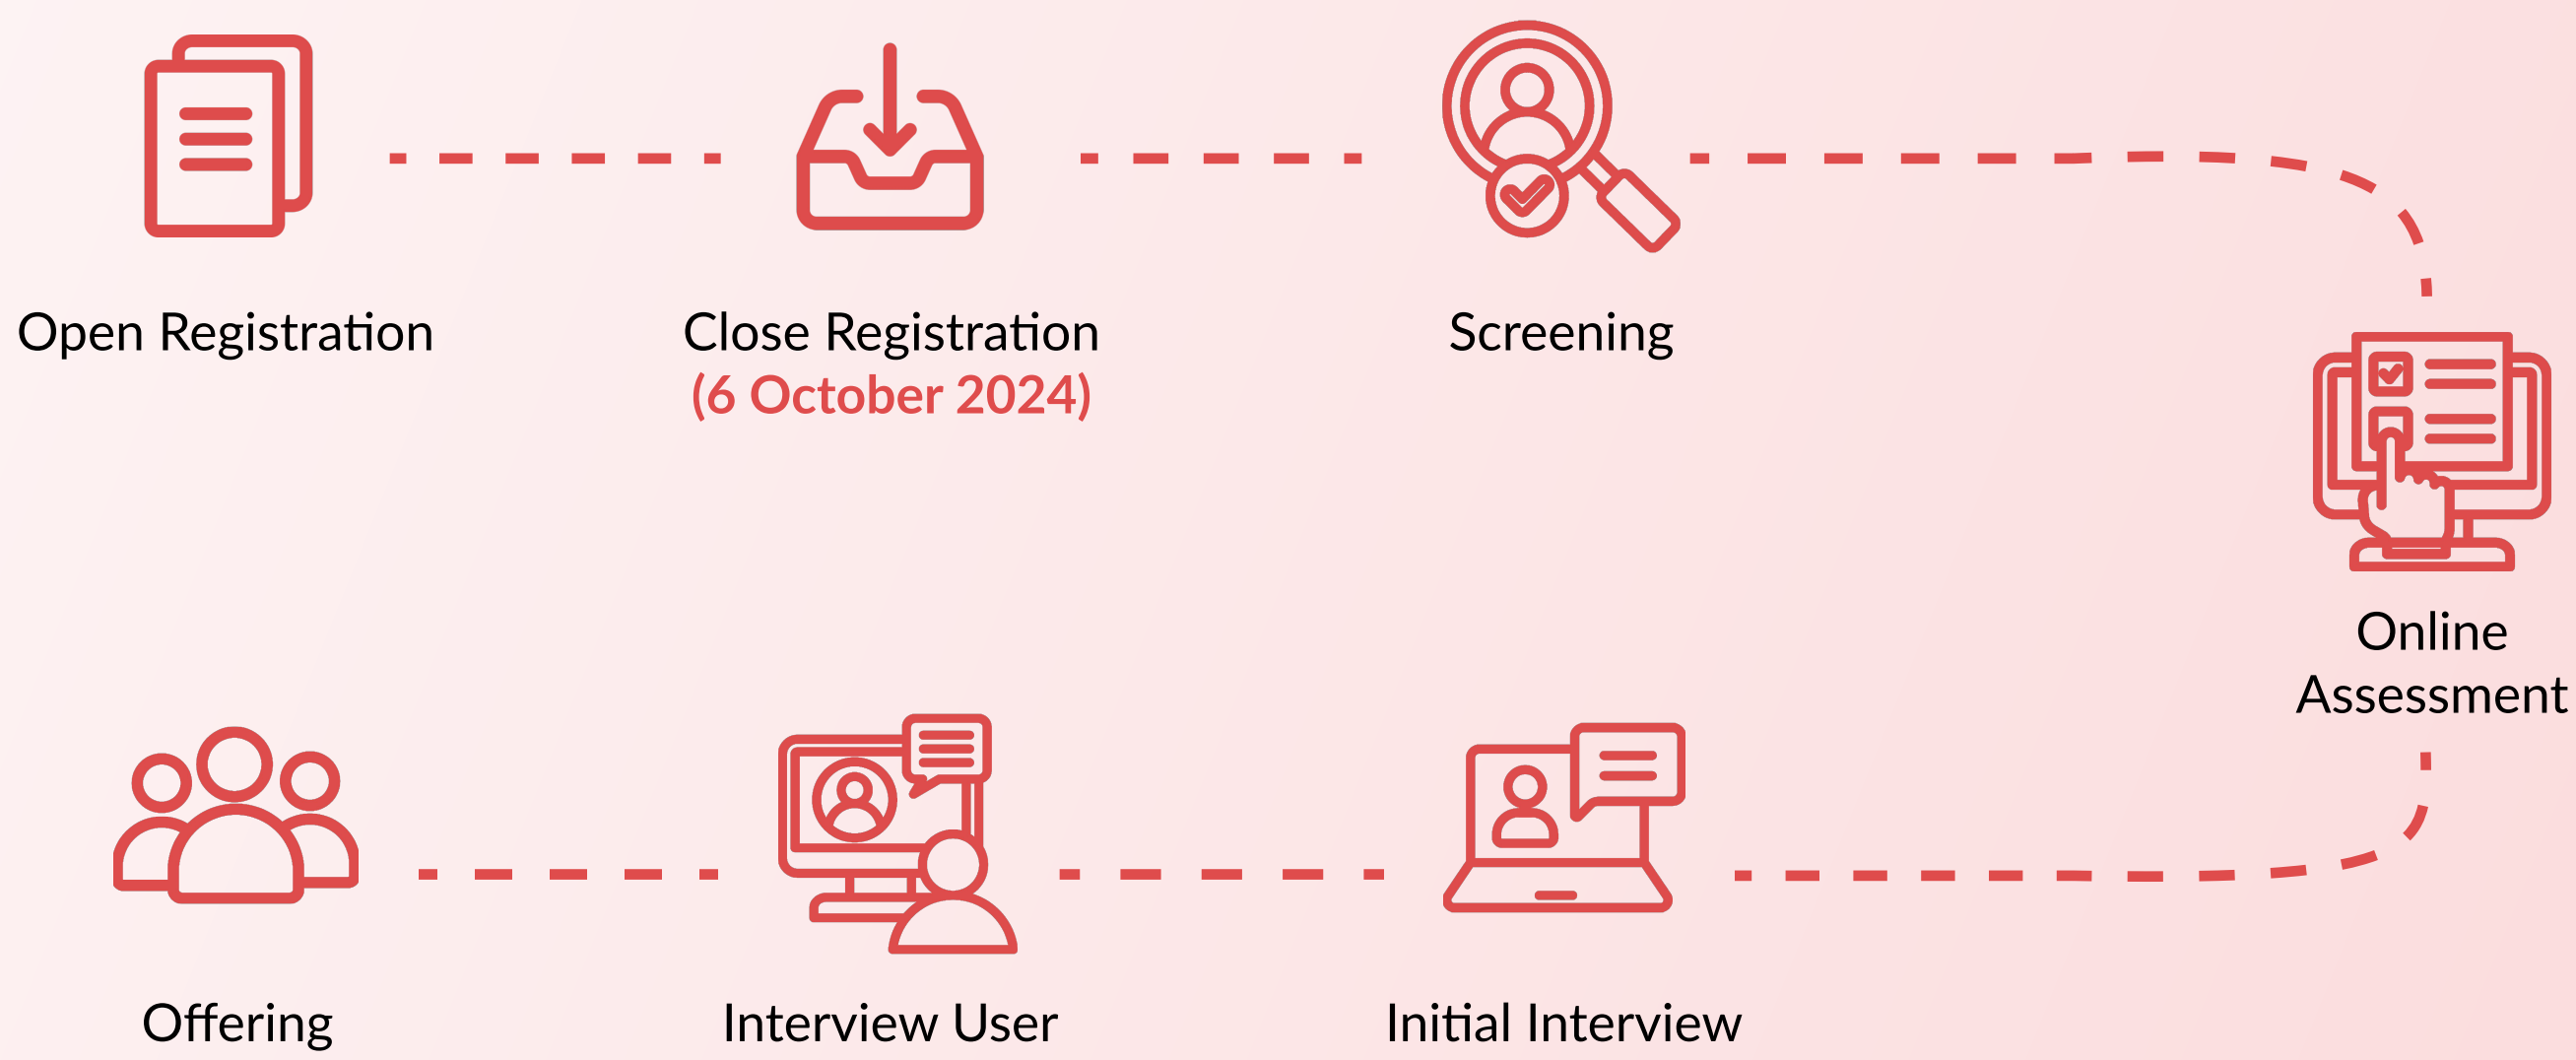 Open Registration
Close Registration
(6 October 2024)
Screening
Online
Assessment
Initial Interview
Interview User
Offering